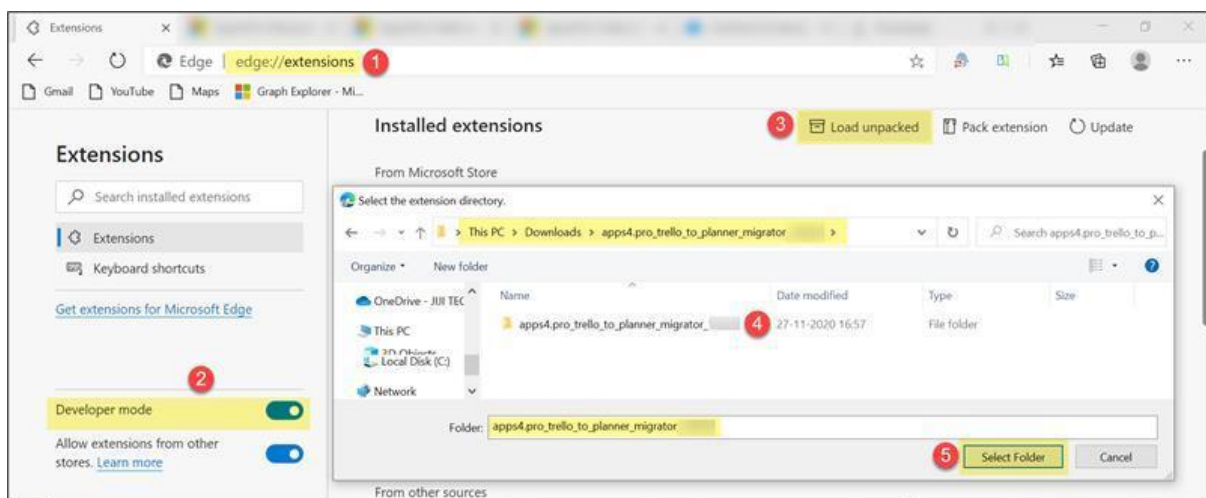 Extensions
Edge | edge://extensions 1
Gmail YouTube Maps Graph Explorer - Mi...
Extensions
Search installed extensions
Extensions
Keyboard shortcuts
Get extensions for Microsoft Edge
2
Developer mode
Allow extensions from other
stores. Learn more
Installed extensions
3 Load unpacked Pack extension Update
From Microsoft Store
Select the extension directory.
This PC > Downloads > apps4.pro_trello_to_planner_migrator >
Search apps4.pro_trello_to_p...
Organize New folder
OneDrive - JIJI TEC
This PC
3D Objects
Local Disk (C:)
Network
Name Date modified Type Size
apps4.pro_trello_to_planner_migrator_ 4 27-11-2020 16:57 File folder
Folder: apps4.pro_trello_to_planner_migrator
5 Select Folder Cancel
From other sources